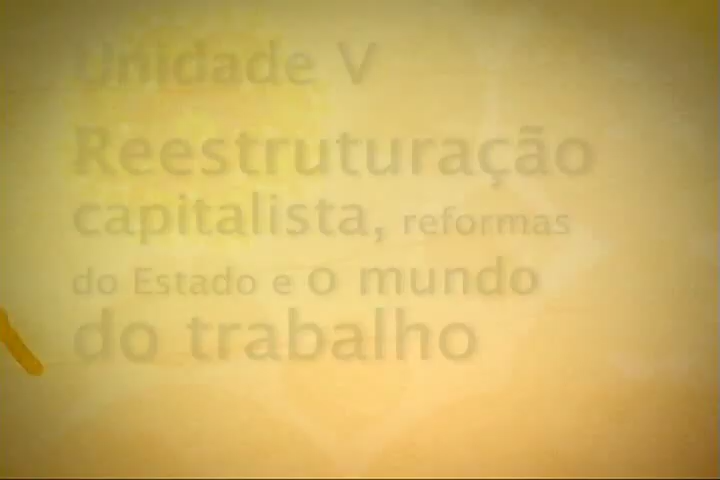 Unidade V
Reestruturação
capitalista, reformas
do Estado e o mundo
do trabalho